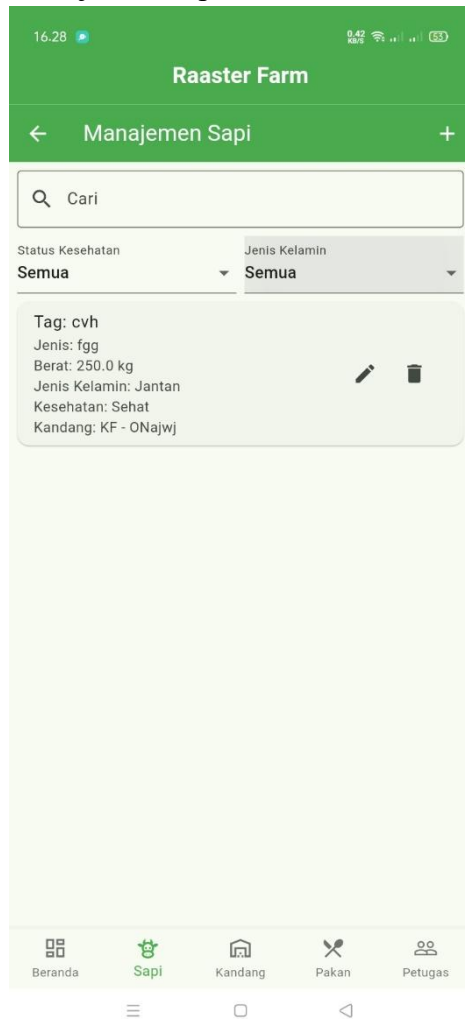 16.28
0.42 KB/S
53
Raaster Farm
Manajemen Sapi
Cari
Status Kesehatan
Jenis Kelamin
Semua
Semua
Tag: cvh
Jenis: fgg
Berat: 250.0 kg
Jenis Kelamin: Jantan
Kesehatan: Sehat
Kandang: KF - ONajwj
Beranda
Sapi
Kandang
Pakan
Petugas